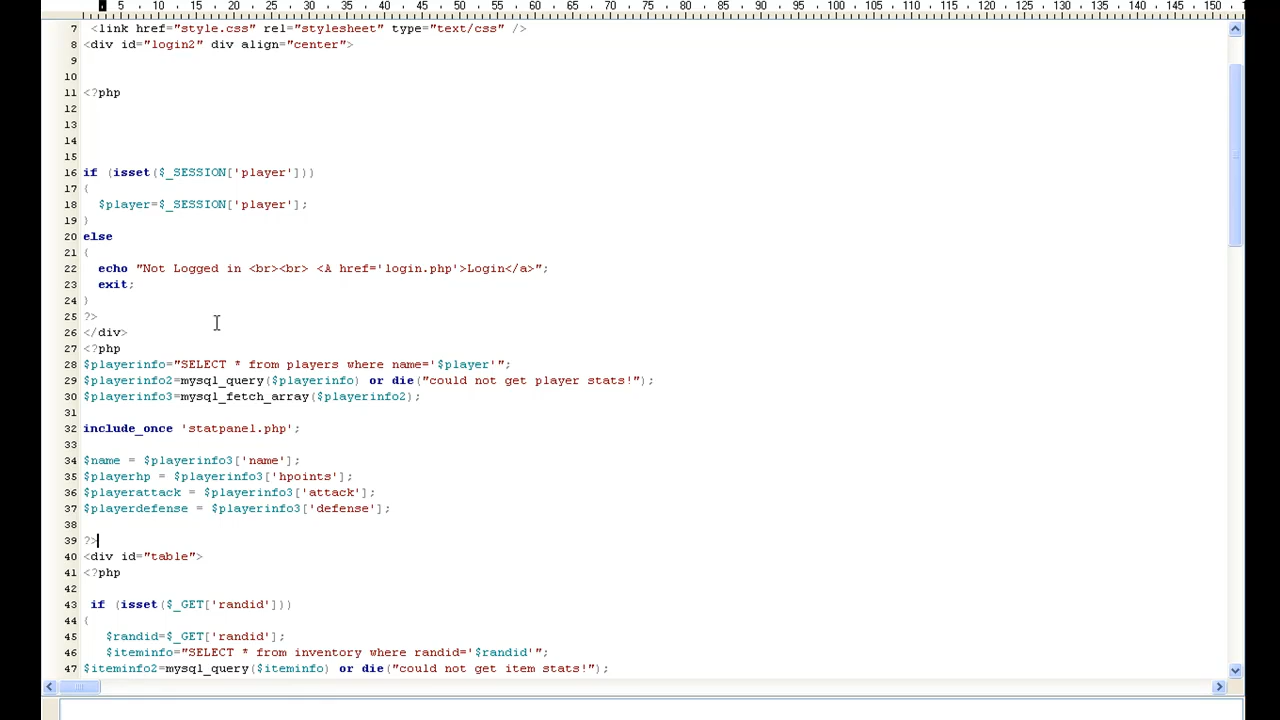 5 10 15 20 25 30 35 40 45 50 55 60 65 70 75 80 85 90 95 100 105 110 115 120 125 130 135 140 145 150
7 <link href="style.css" rel="stylesheet" type="text/css" />
8 <div id="login2" div align="center">
9
10
11 <?php
12
13
14
15
16 if (isset($_SESSION['player']))
17 {
18 $player=$_SESSION['player'];
19 }
20 else
21 {
22 echo "Not Logged in <br><br> <A href='login.php'>Login</a>";
23 exit;
24 }
25 ?>
26 </div>
27 <?php
28 $playerinfo="SELECT * from players where name='$player'";
29 $playerinfo2=mysql_query($playerinfo) or die("could not get player stats!");
30 $playerinfo3=mysql_fetch_array($playerinfo2);
31
32 include_once 'statpanel.php';
33
34 $name = $playerinfo3['name'];
35 $playerhp = $playerinfo3['hpoints'];
36 $playerattack = $playerinfo3['attack'];
37 $playerdefense = $playerinfo3['defense'];
38
39 ?>
40 <div id="table">
41 <?php
42
43 if (isset($_GET['randid']))
44 {
45 $randid=$_GET['randid'];
46 $iteminfo="SELECT * from inventory where randid='$randid'";
47 $iteminfo2=mysql_query($iteminfo) or die("could not get item stats!");